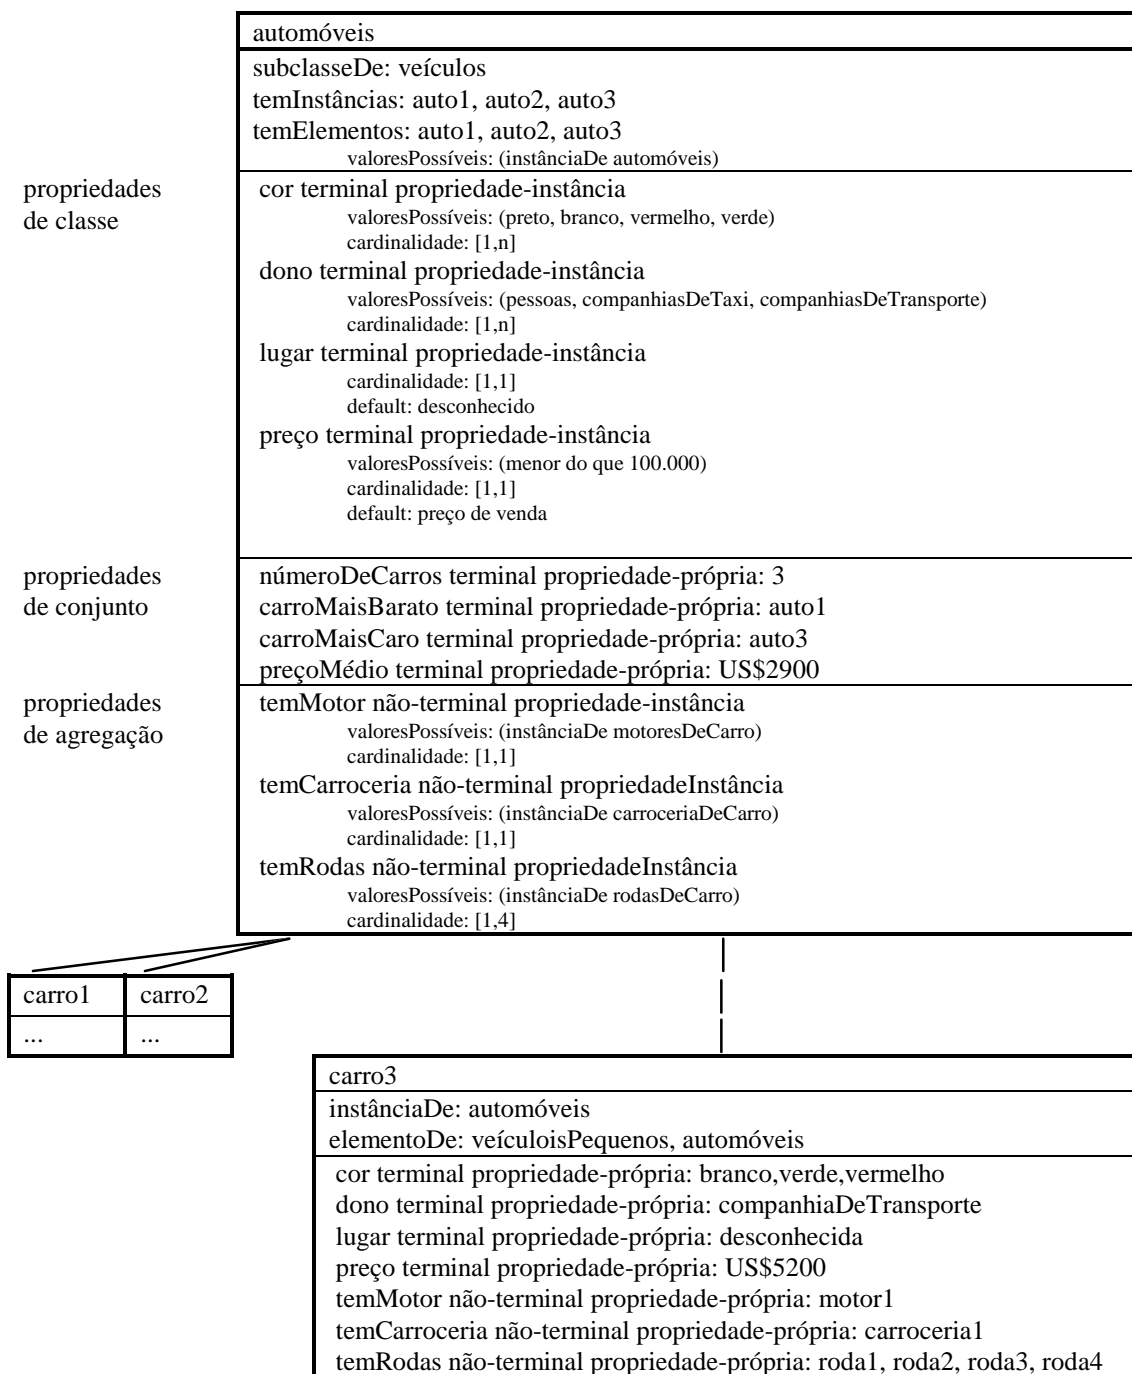 automóveis
subclasseDe: veículos
temInstâncias: auto1, auto2, auto3
temElementos: auto1, auto2, auto3
valoresPossíveis: (instânciaDe automóveis)
propriedades
de classe
cor terminal propriedade-instância
valoresPossíveis: (preto, branco, vermelho, verde)
cardinalidade: [1,n]
dono terminal propriedade-instância
valoresPossíveis: (pessoas, companhiasDeTaxi, companhiasDeTransporte)
cardinalidade: [1,n]
lugar terminal propriedade-instância
cardinalidade: [1,1]
default: desconhecido
preço terminal propriedade-instância
valoresPossíveis: (menor do que 100.000)
cardinalidade: [1,1]
default: preço de venda
propriedades
de conjunto
númeroDeCarros terminal propriedade-própria: 3
carroMaisBarato terminal propriedade-própria: auto1
carroMaisCaro terminal propriedade-própria: auto3
preçoMédio terminal propriedade-própria: US$2900
propriedades
de agregação
temMotor não-terminal propriedade-instância
valoresPossíveis: (instânciaDe motoresDeCarro)
cardinalidade: [1,1]
temCarroceria não-terminal propriedadeInstância
valoresPossíveis: (instânciaDe carroceriaDeCarro)
cardinalidade: [1,1]
temRodas não-terminal propriedadeInstância
valoresPossíveis: (instânciaDe rodasDeCarro)
cardinalidade: [1,4]
carro1
...
carro2
...
carro3
instânciaDe: automóveis
elementoDe: veículoisPequenos, automóveis
cor terminal propriedade-própria: branco,verde,vermelho
dono terminal propriedade-própria: companhiaDeTransporte
lugar terminal propriedade-própria: desconhecida
preço terminal propriedade-própria: US$5200
temMotor não-terminal propriedade-própria: motor1
temCarroceria não-terminal propriedade-própria: carroceria1
temRodas não-terminal propriedade-própria: roda1, roda2, roda3, roda4